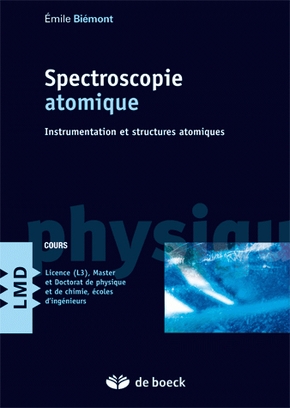 Émile Biémont
Spectroscopie
atomique
Instrumentation et structures atomiques
physiqu
COURS
LMD
Licence (L3), Master
et Doctorat de physique
et de chimie, écoles
d'ingénieurs
de boeck